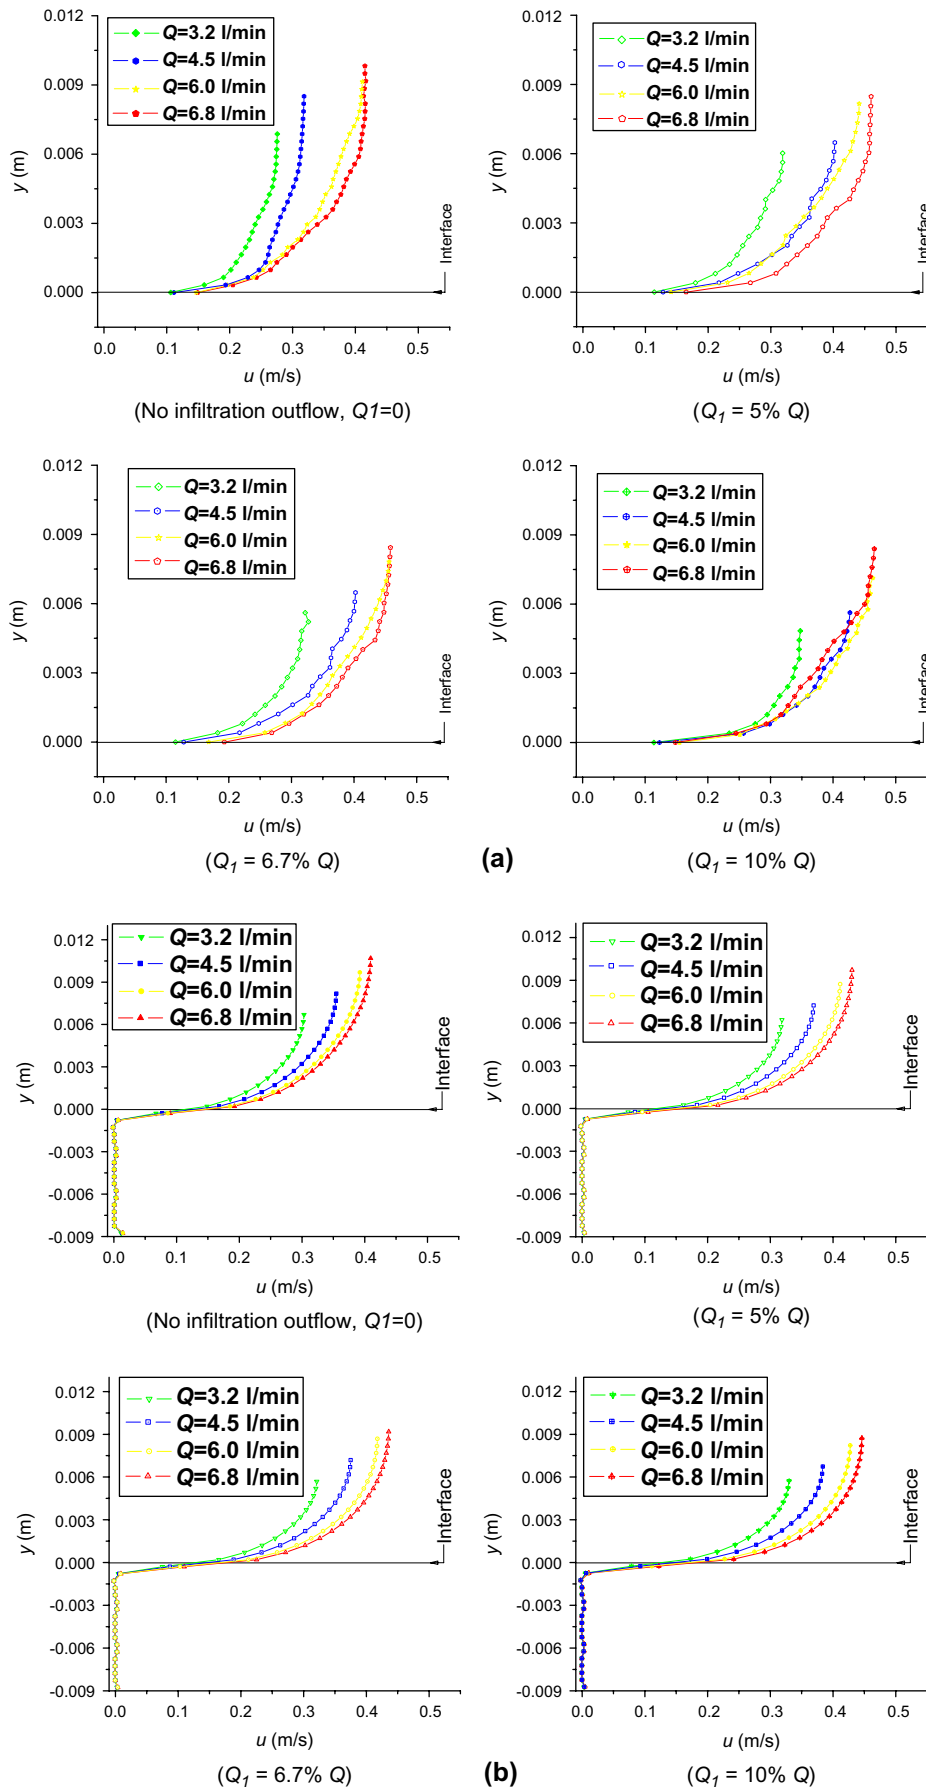 0.012
0.009
0.006
0.003
0.000
y (m)
Q=3.2 l/min
Q=4.5 l/min
Q=6.0 l/min
Q=6.8 l/min
Interface
0.0 0.1 0.2 0.3 0.4 0.5
u (m/s)
(No infiltration outflow, Q1=0)
0.012
0.009
0.006
0.003
0.000
y (m)
Q=3.2 l/min
Q=4.5 l/min
Q=6.0 l/min
Q=6.8 l/min
Interface
0.0 0.1 0.2 0.3 0.4 0.5
u (m/s)
(Q1 = 5% Q)
0.012
0.009
0.006
0.003
0.000
y (m)
Q=3.2 l/min
Q=4.5 l/min
Q=6.0 l/min
Q=6.8 l/min
Interface
0.0 0.1 0.2 0.3 0.4 0.5
u (m/s)
(Q1 = 6.7% Q)
0.012
0.009
0.006
0.003
0.000
y (m)
Q=3.2 l/min
Q=4.5 l/min
Q=6.0 l/min
Q=6.8 l/min
Interface
0.0 0.1 0.2 0.3 0.4 0.5
u (m/s)
(Q1 = 10% Q)
(a)
0.012
0.009
0.006
0.003
0.000
-0.003
-0.006
-0.009
y (m)
Q=3.2 l/min
Q=4.5 l/min
Q=6.0 l/min
Q=6.8 l/min
Interface
0.0 0.1 0.2 0.3 0.4 0.5
u (m/s)
(No infiltration outflow, Q1=0)
0.012
0.009
0.006
0.003
0.000
-0.003
-0.006
-0.009
y (m)
Q=3.2 l/min
Q=4.5 l/min
Q=6.0 l/min
Q=6.8 l/min
Interface
0.0 0.1 0.2 0.3 0.4 0.5
u (m/s)
(Q1 = 5% Q)
0.012
0.009
0.006
0.003
0.000
-0.003
-0.006
-0.009
y (m)
Q=3.2 l/min
Q=4.5 l/min
Q=6.0 l/min
Q=6.8 l/min
Interface
0.0 0.1 0.2 0.3 0.4 0.5
u (m/s)
(Q1 = 6.7% Q)
0.012
0.009
0.006
0.003
0.000
-0.003
-0.006
-0.009
y (m)
Q=3.2 l/min
Q=4.5 l/min
Q=6.0 l/min
Q=6.8 l/min
Interface
0.0 0.1 0.2 0.3 0.4 0.5
u (m/s)
(Q1 = 10% Q)
(b)